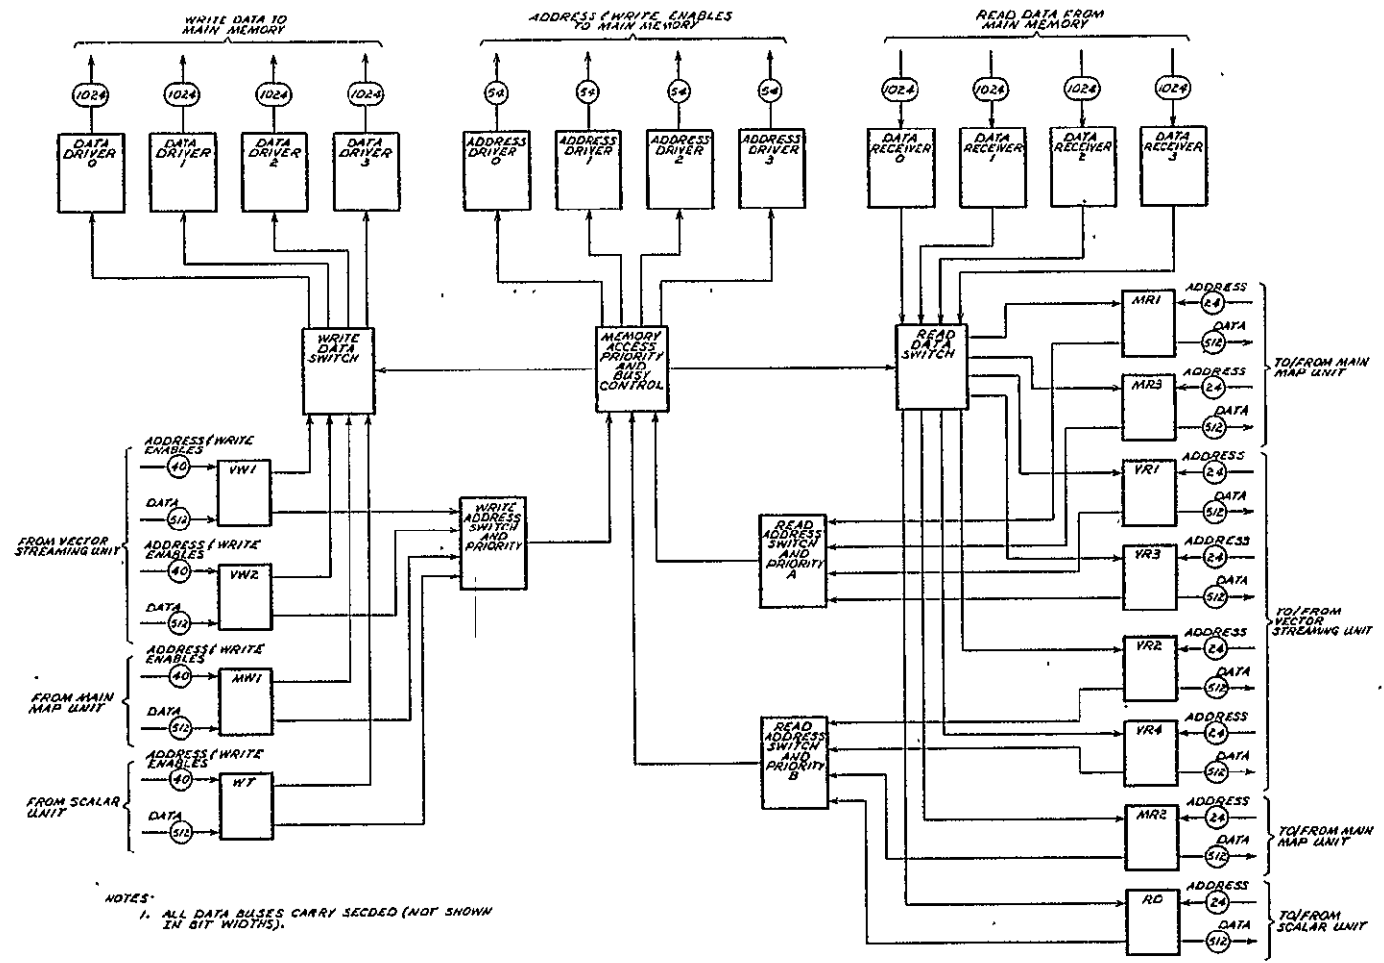 WRITE DATA TO
MAIN MEMORY
ADDRESS & WRITE ENABLES
TO MAIN MEMORY
READ DATA FROM
MAIN MEMORY
1024
1024
1024
1024
54
54
54
54
1024
1024
1024
1024
DATA
DRIVER
0
DATA
DRIVER
1
DATA
DRIVER
2
DATA
DRIVER
3
ADDRESS
DRIVER
0
ADDRESS
DRIVER
1
ADDRESS
DRIVER
2
ADDRESS
DRIVER
3
DATA
RECEIVER
0
DATA
RECEIVER
1
DATA
RECEIVER
2
DATA
RECEIVER
3
WRITE
DATA
SWITCH
MEMORY
ACCESS
PRIORITY
AND
BUSY
CONTROL
READ
DATA
SWITCH
MR1
ADDRESS
24
DATA
512
MR3
ADDRESS
24
DATA
512
TO/FROM MAIN
MAP UNIT
VR1
ADDRESS
24
DATA
512
VR3
ADDRESS
24
DATA
512
VR2
ADDRESS
24
DATA
512
VR4
ADDRESS
24
DATA
512
TO/FROM
VECTOR
STREAMING UNIT
MR2
ADDRESS
24
DATA
512
TO/FROM MAIN
MAP UNIT
RD
ADDRESS
24
DATA
512
TO/FROM
SCALAR UNIT
ADDRESS & WRITE
ENABLES
40
VW1
DATA
512
FROM VECTOR
STREAMING UNIT
ADDRESS & WRITE
ENABLES
40
VW2
DATA
512
ADDRESS & WRITE
ENABLES
40
MW1
DATA
512
FROM MAIN
MAP UNIT
ADDRESS & WRITE
ENABLES
40
WT
DATA
512
FROM SCALAR
UNIT
WRITE
ADDRESS
SWITCH
AND
PRIORITY
READ
ADDRESS
SWITCH
AND
PRIORITY
A
READ
ADDRESS
SWITCH
AND
PRIORITY
B
NOTES:
1. ALL DATA BUSES CARRY SECDED (NOT SHOWN
IN BIT WIDTHS).